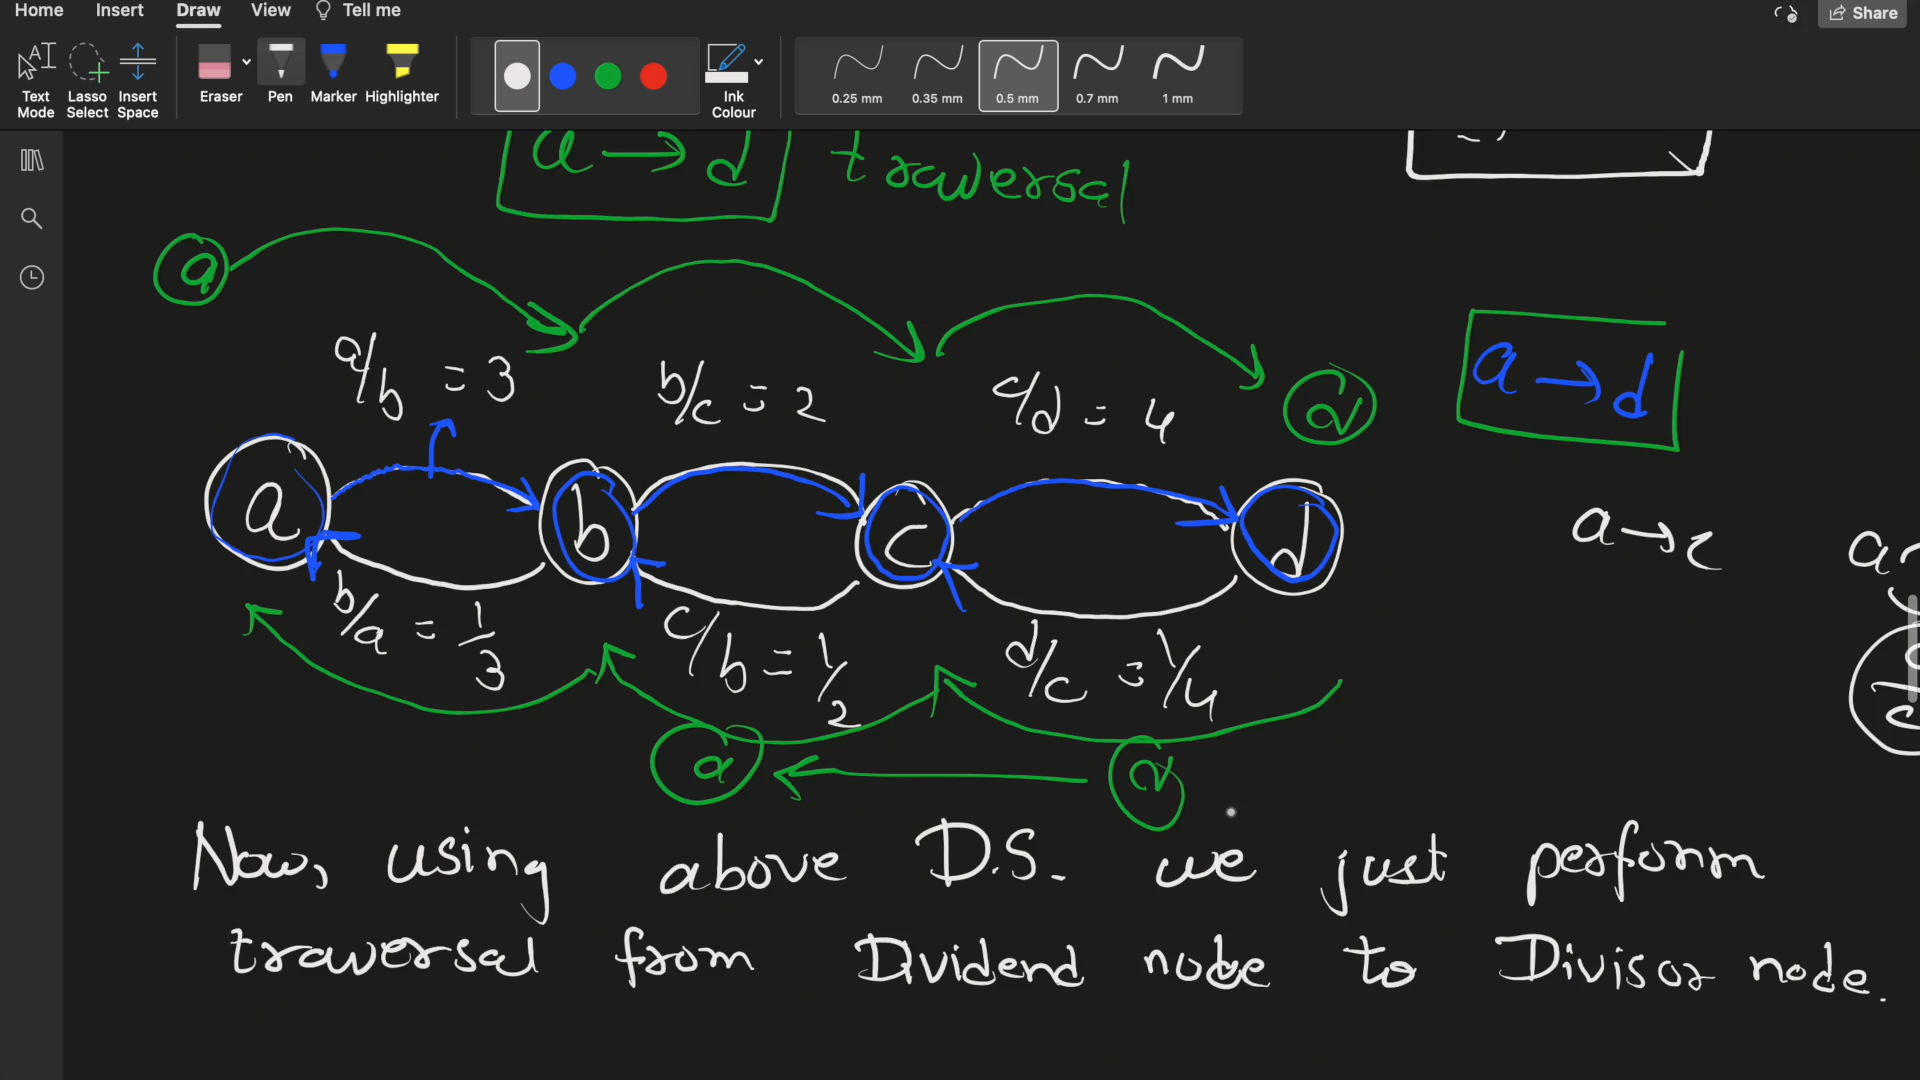 Home Insert Draw View Tell me
Share
Text Mode
Lasso Select
Insert Space
Eraser
Pen
Marker
Highlighter
Ink Colour
0.25 mm
0.35 mm
0.5 mm
0.7 mm
1 mm
a → d traversal
a
a/b = 3
b/c = 2
c/d = 4
d
a → d
a
b
c
d
a → c
b/a = 1/3
c/b = 1/2
d/c = 1/4
a
d
Now, using above D.S. we just perform
traversal from Dividend node to Divisor node.